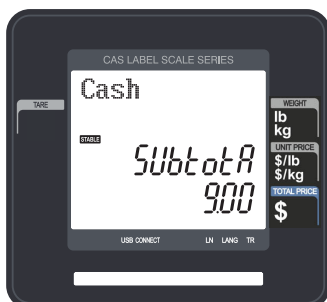 CAS LABEL SCALE SERIES
Cash
TARE
STABLE
SUbtotA
9.00
WEIGHT
lb
kg
UNIT PRICE
$/lb
$/kg
TOTAL PRICE
$
USB CONNECT LN LANG TR